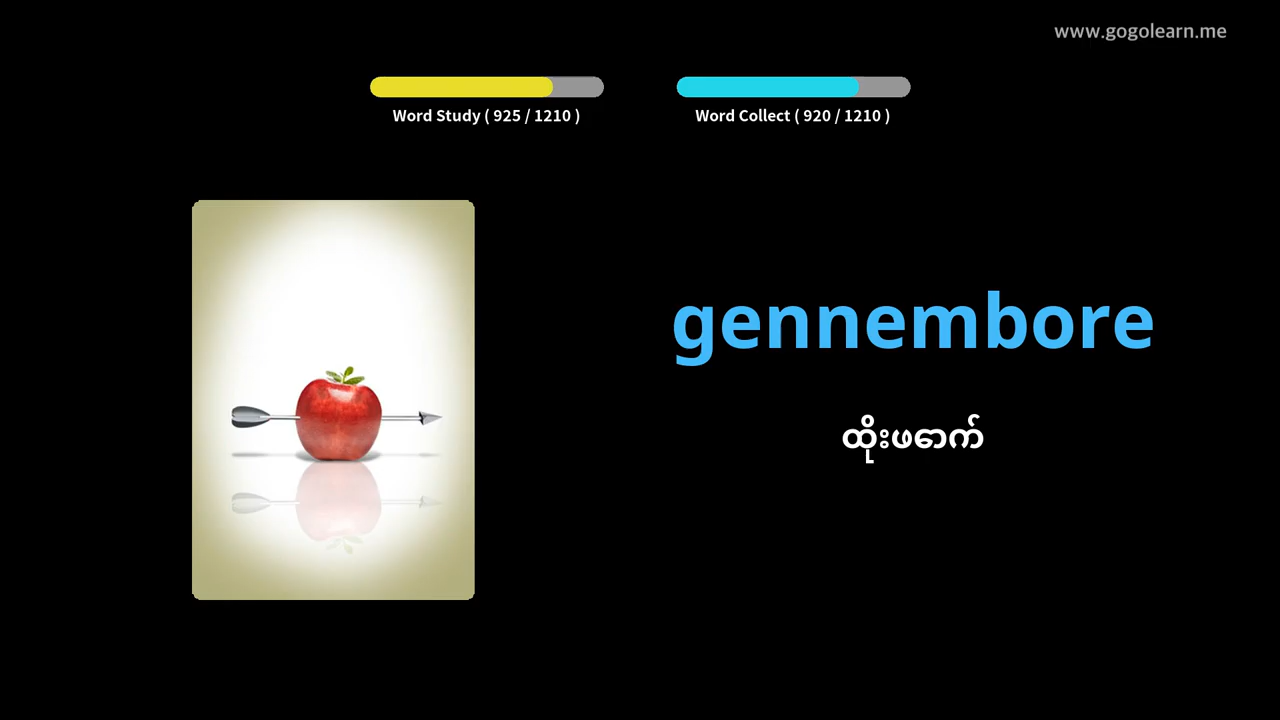 www.gogolearn.me
Word Study ( 925 / 1210 )
Word Collect ( 920 / 1210 )
gennembore
ထိုးဖောက်